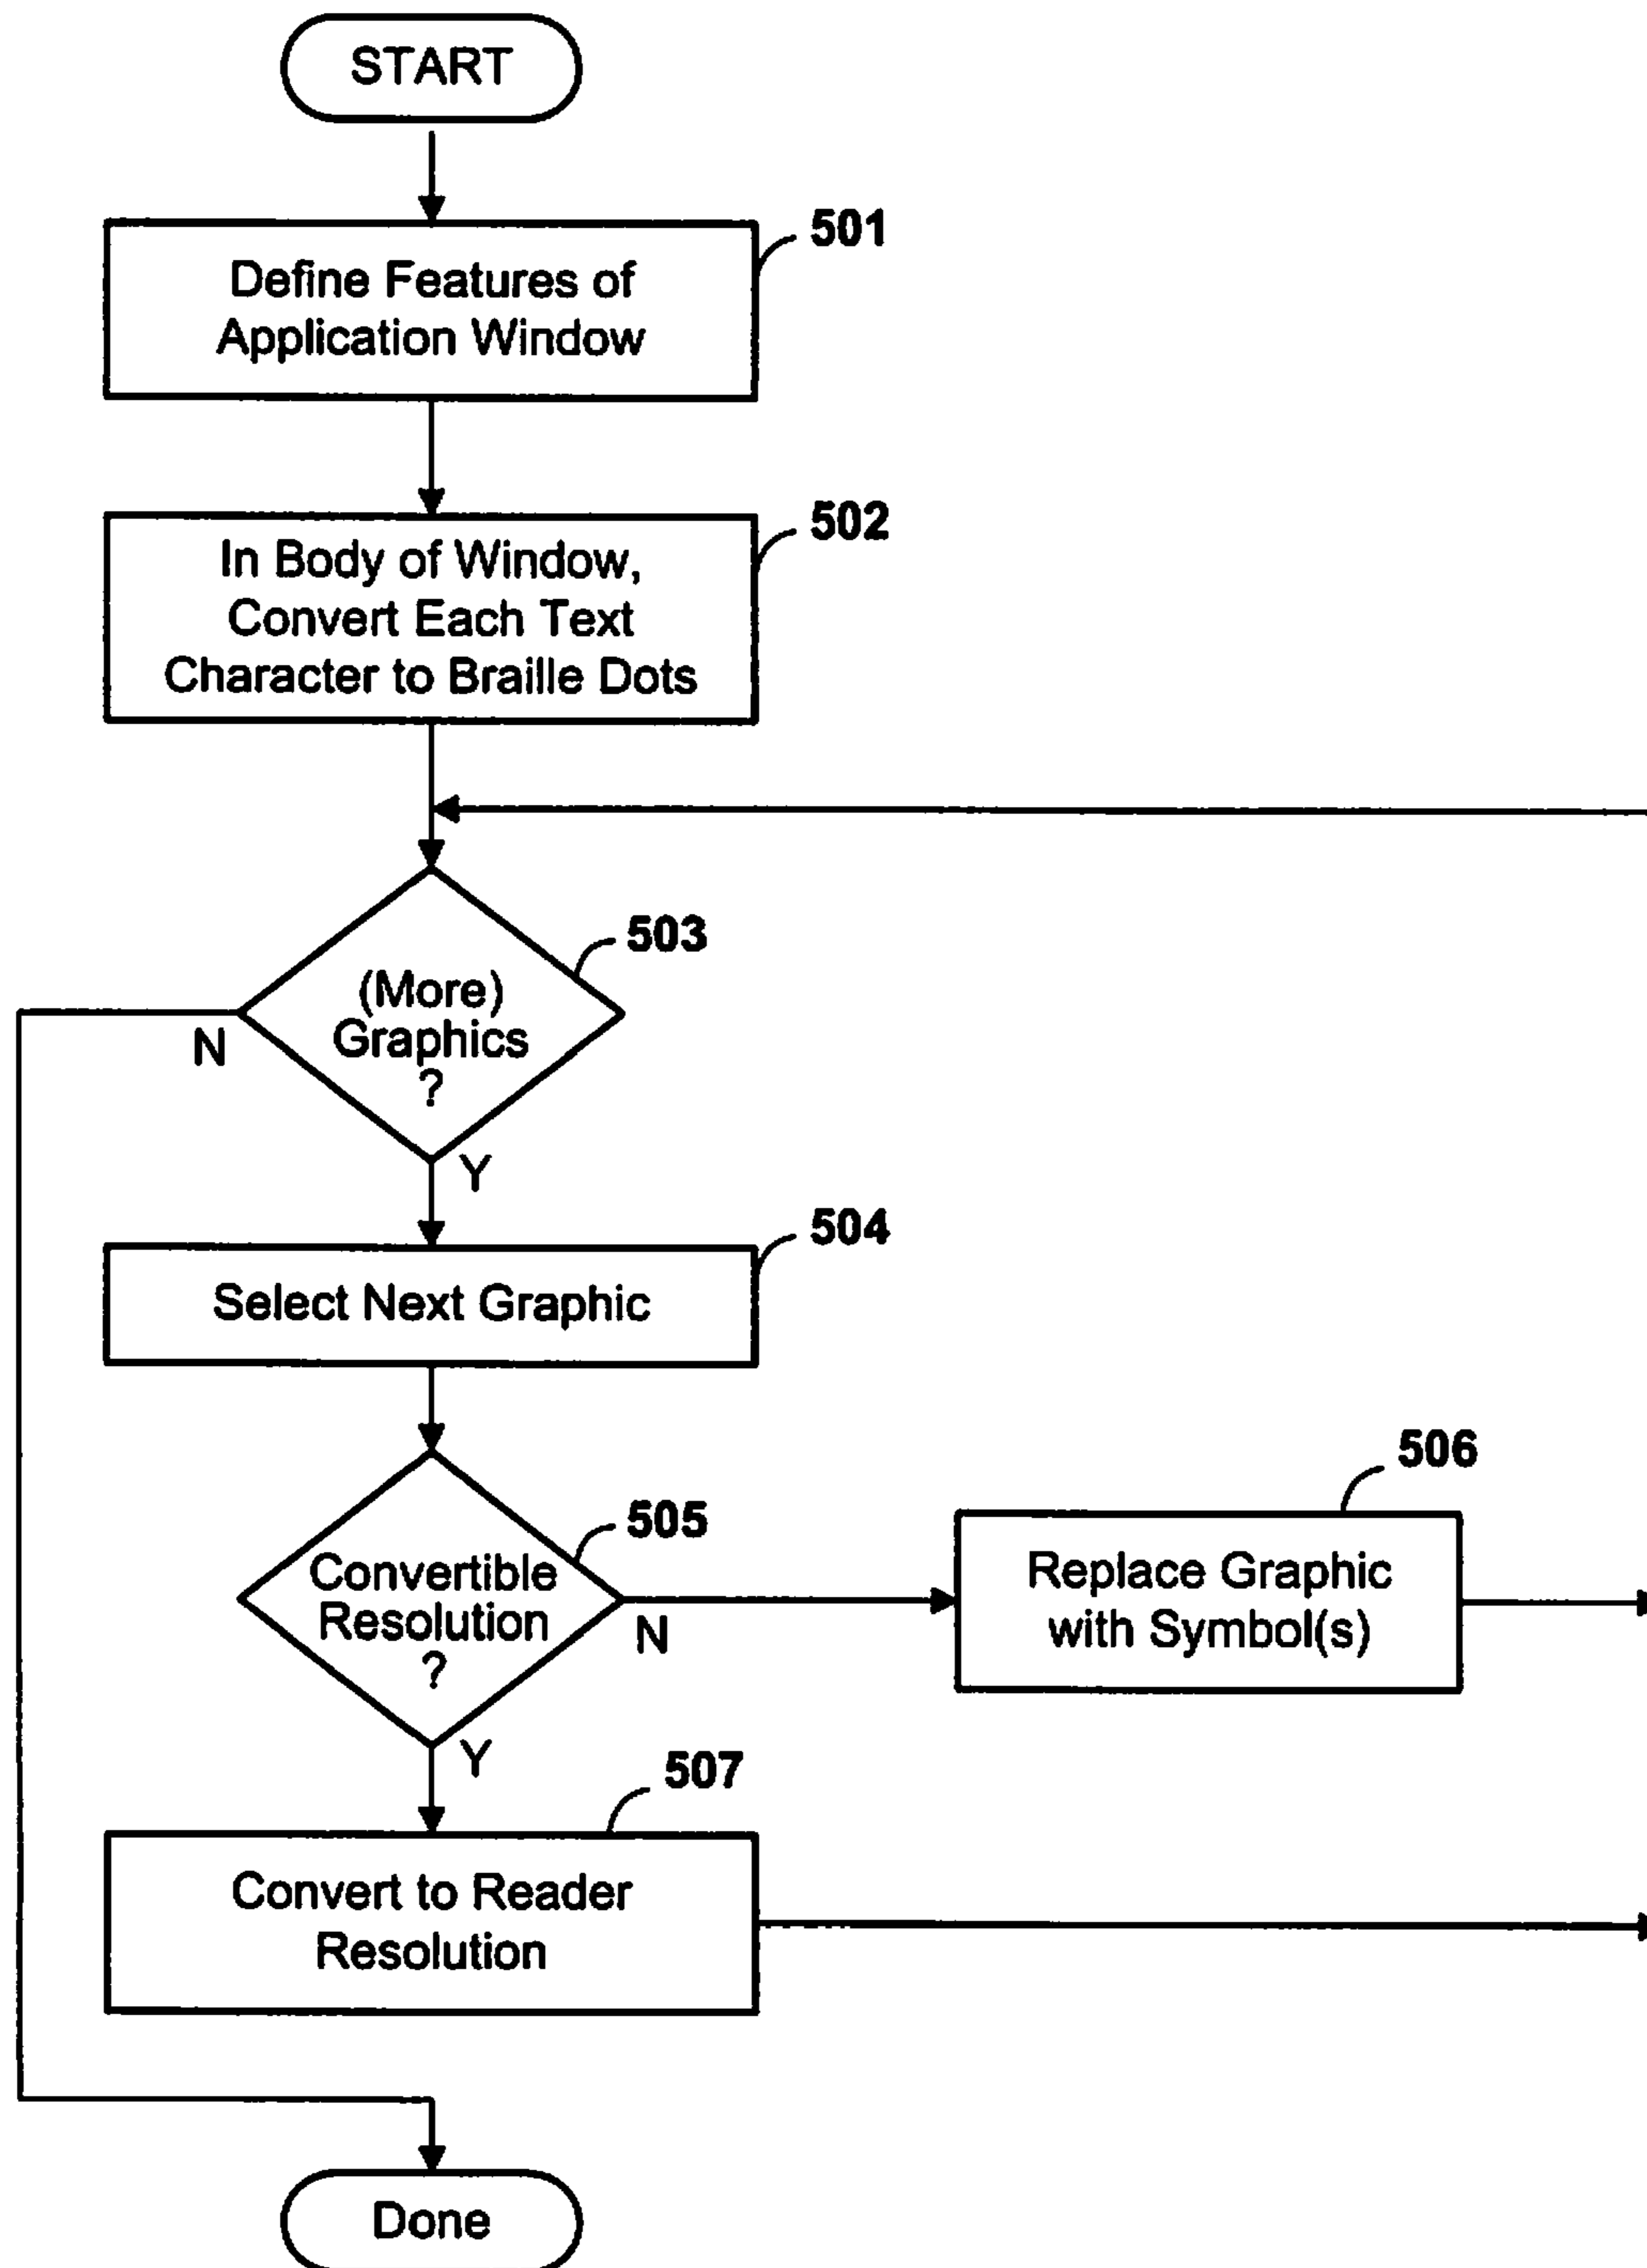 START
501
Define Features of
Application Window
502
In Body of Window,
Convert Each Text
Character to Braille Dots
503
(More)
Graphics
?
N
Y
504
Select Next Graphic
505
Convertible
Resolution
?
N
506
Replace Graphic
with Symbol(s)
Y
507
Convert to Reader
Resolution
Done